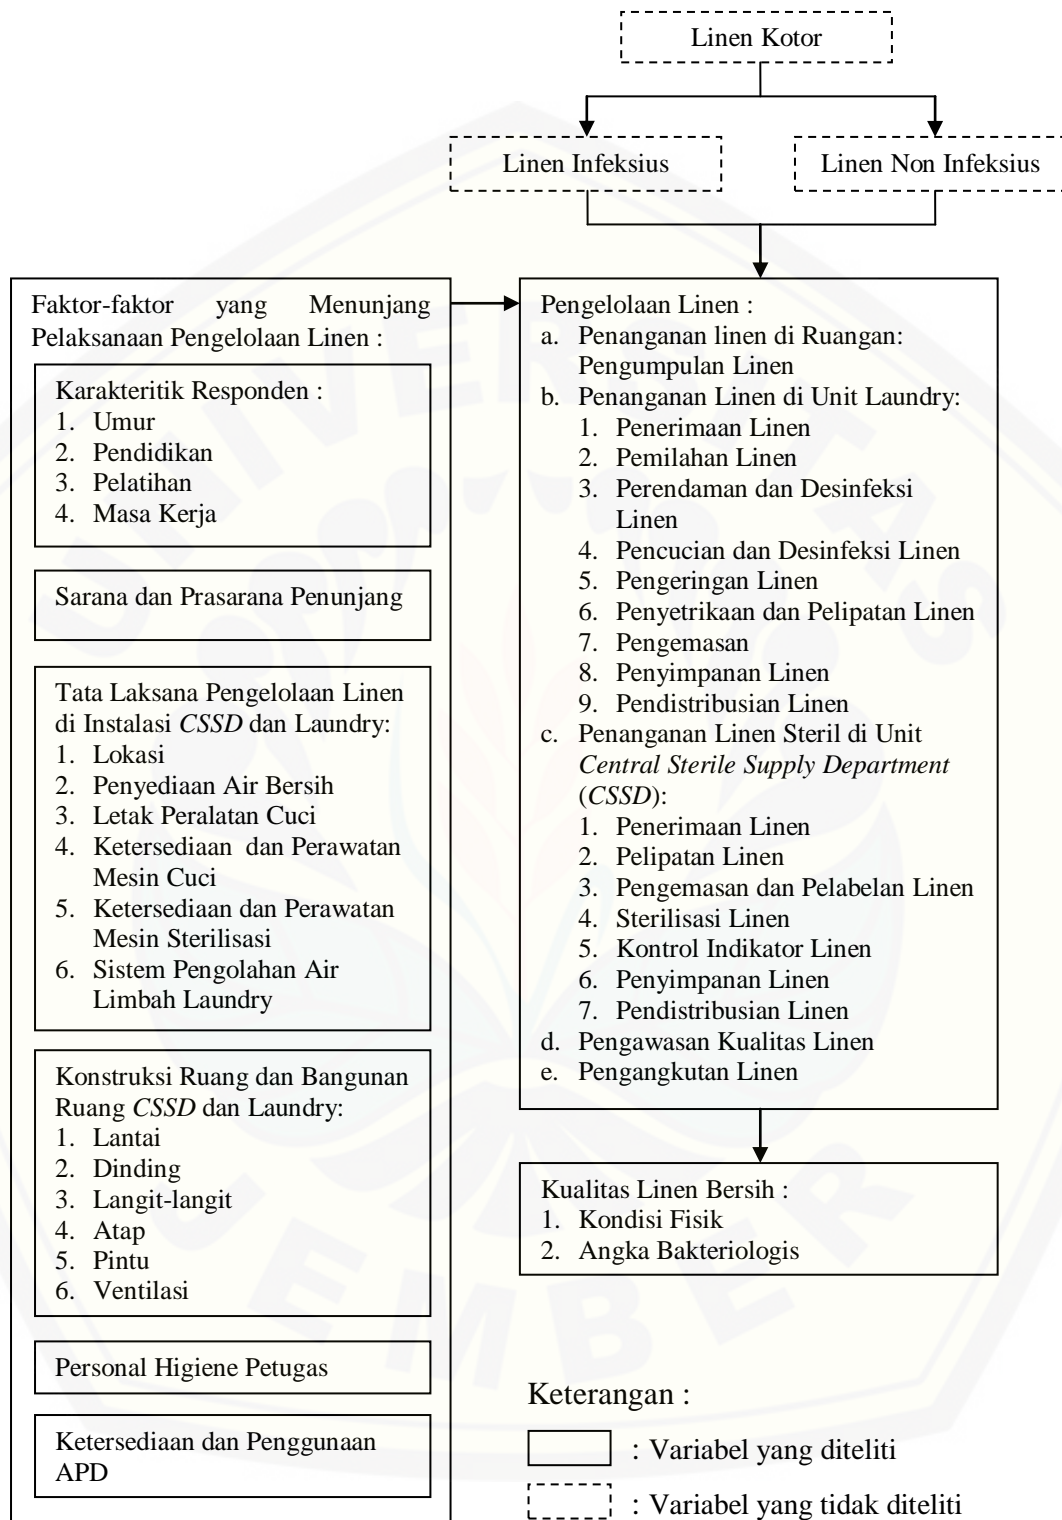 Linen Kotor
Linen Infeksius
Linen Non Infeksius
Faktor-faktor yang Menunjang
Pelaksanaan Pengelolaan Linen :
Karakteritik Responden :
1. Umur
2. Pendidikan
3. Pelatihan
4. Masa Kerja
Sarana dan Prasarana Penunjang
Tata Laksana Pengelolaan Linen
di Instalasi CSSD dan Laundry:
1. Lokasi
2. Penyediaan Air Bersih
3. Letak Peralatan Cuci
4. Ketersediaan dan Perawatan
Mesin Cuci
5. Ketersediaan dan Perawatan
Mesin Sterilisasi
6. Sistem Pengolahan Air
Limbah Laundry
Konstruksi Ruang dan Bangunan
Ruang CSSD dan Laundry:
1. Lantai
2. Dinding
3. Langit-langit
4. Atap
5. Pintu
6. Ventilasi
Personal Higiene Petugas
Ketersediaan dan Penggunaan
APD
Pengelolaan Linen :
a. Penanganan linen di Ruangan:
Pengumpulan Linen
b. Penanganan Linen di Unit Laundry:
1. Penerimaan Linen
2. Pemilahan Linen
3. Perendaman dan Desinfeksi
Linen
4. Pencucian dan Desinfeksi Linen
5. Pengeringan Linen
6. Penyetrikaan dan Pelipatan Linen
7. Pengemasan
8. Penyimpanan Linen
9. Pendistribusian Linen
c. Penanganan Linen Steril di Unit
Central Sterile Supply Department
(CSSD):
1. Penerimaan Linen
2. Pelipatan Linen
3. Pengemasan dan Pelabelan Linen
4. Sterilisasi Linen
5. Kontrol Indikator Linen
6. Penyimpanan Linen
7. Pendistribusian Linen
d. Pengawasan Kualitas Linen
e. Pengangkutan Linen
Kualitas Linen Bersih :
1. Kondisi Fisik
2. Angka Bakteriologis
Keterangan :
: Variabel yang diteliti
: Variabel yang tidak diteliti
UNIVERSITAS
JEMBER